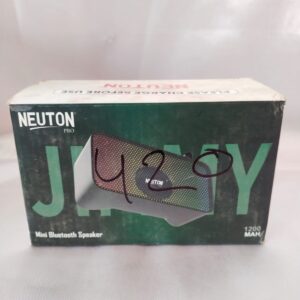 PLEASE CHARGE BEFORE USE
NEUTON
NEUTON
PRO
JIMMY
420
NEUTON
Mini Bluetooth Speaker
1200
MAH